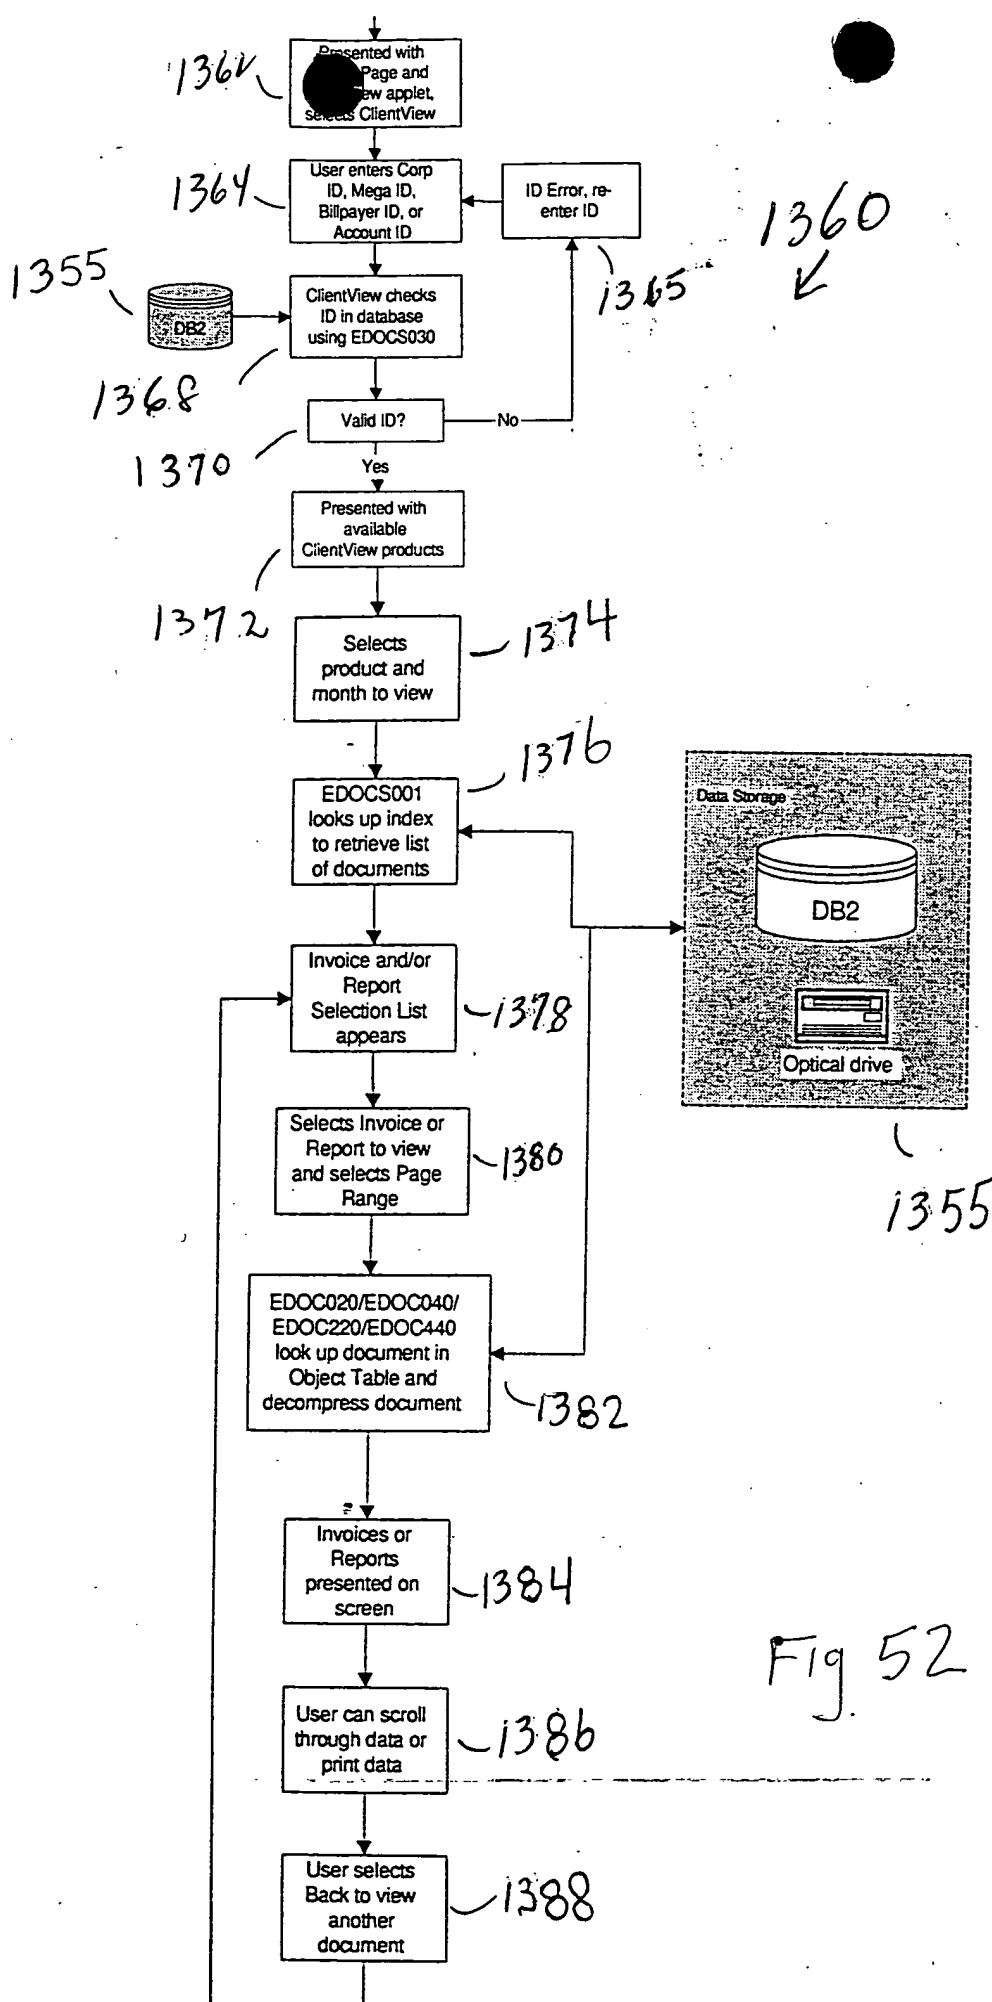 Presented with
Page and
ew applet,
selects ClientView
1362
User enters Corp
ID, Mega ID,
Billpayer ID, or
Account ID
1364
ID Error, re-
enter ID
1365
1360
1355
DB2
ClientView checks
ID in database
using EDOCS030
1368
Valid ID?
No
1370
Yes
Presented with
available
ClientView products
1372
Selects
product and
month to view
1374
EDOCS001
looks up index
to retrieve list
of documents
1376
Data Storage
DB2
Optical drive
1355
Invoice and/or
Report
Selection List
appears
1378
Selects Invoice or
Report to view
and selects Page
Range
1380
EDOC020/EDOC040/
EDOC220/EDOC440
look up document in
Object Table and
decompress document
1382
Invoices or
Reports
presented on
screen
1384
Fig 52
User can scroll
through data or
print data
1386
User selects
Back to view
another
document
1388